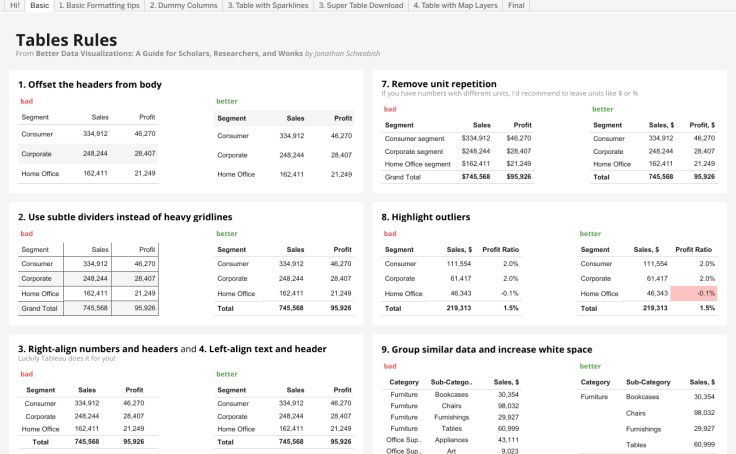 Hi! Basic 1. Basic Formatting tips 2. Dummy Columns 3. Table with Sparklines 3. Super Table Download 4. Table with Map Layers Final
Tables Rules
From Better Data Visualizations: A Guide for Scholars, Researchers, and Wonks by Jonathan Schwabish
1. Offset the headers from body
bad
Segment Sales Profit
Consumer 334,912 46,270
Corporate 248,244 28,407
Home Office 162,411 21,249
better
Segment Sales Profit
Consumer 334,912 46,270
Corporate 248,244 28,407
Home Office 162,411 21,249
2. Use subtle dividers instead of heavy gridlines
bad
Segment Sales Profit
Consumer 334,912 46,270
Corporate 248,244 28,407
Home Office 162,411 21,249
Grand Total 745,568 95,926
better
Segment Sales Profit
Consumer 334,912 46,270
Corporate 248,244 28,407
Home Office 162,411 21,249
Total 745,568 95,926
3. Right-align numbers and headers and 4. Left-align text and header
Luckily Tableau does it for you!
bad
Segment Sales Profit
Consumer 334,912 46,270
Corporate 248,244 28,407
Home Office 162,411 21,249
Total 745,568 95,926
better
Segment Sales Profit
Consumer 334,912 46,270
Corporate 248,244 28,407
Home Office 162,411 21,249
Total 745,568 95,926
7. Remove unit repetition
If you have numbers with different units, I'd recommend to leave units like $ or %
bad
Segment Sales Profit
Consumer segment $334,912 $46,270
Corporate segment $248,244 $28,407
Home Office segment $162,411 $21,249
Grand Total $745,568 $95,926
better
Segment Sales, $ Profit, $
Consumer 334,912 46,270
Corporate 248,244 28,407
Home Office 162,411 21,249
Total 745,568 95,926
8. Highlight outliers
bad
Segment Sales, $ Profit Ratio
Consumer 111,554 2.0%
Corporate 61,417 2.0%
Home Office 46,343 -0.1%
Total 219,313 1.5%
better
Segment Sales, $ Profit Ratio
Consumer 111,554 2.0%
Corporate 61,417 2.0%
Home Office 46,343 -0.1%
Total 219,313 1.5%
9. Group similar data and increase white space
bad
Category Sub-Catego.. Sales, $
Furniture Bookcases 30,354
Furniture Chairs 98,032
Furniture Furnishings 29,927
Furniture Tables 60,999
Office Sup.. Appliances 43,111
Office Sup.. Art 9,023
better
Category Sub-Category Sales, $
Furniture Bookcases 30,354
Chairs 98,032
Furnishings 29,927
Tables 60,999